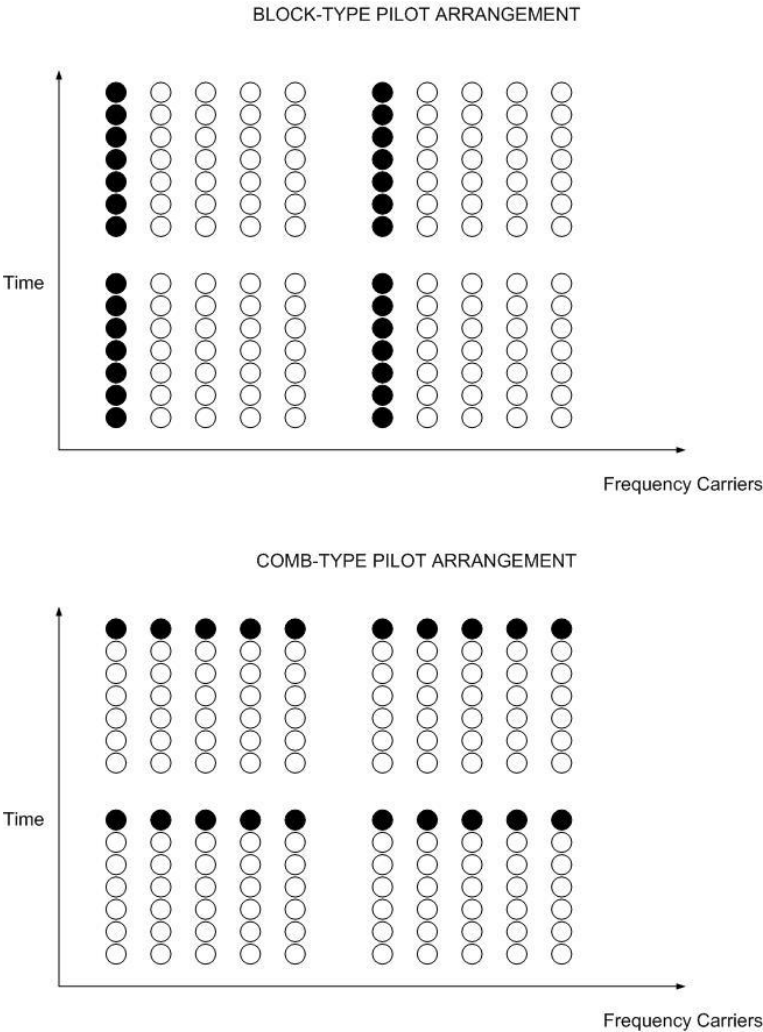 BLOCK-TYPE PILOT ARRANGEMENT
Time
Frequency Carriers
COMB-TYPE PILOT ARRANGEMENT
Time
Frequency Carriers